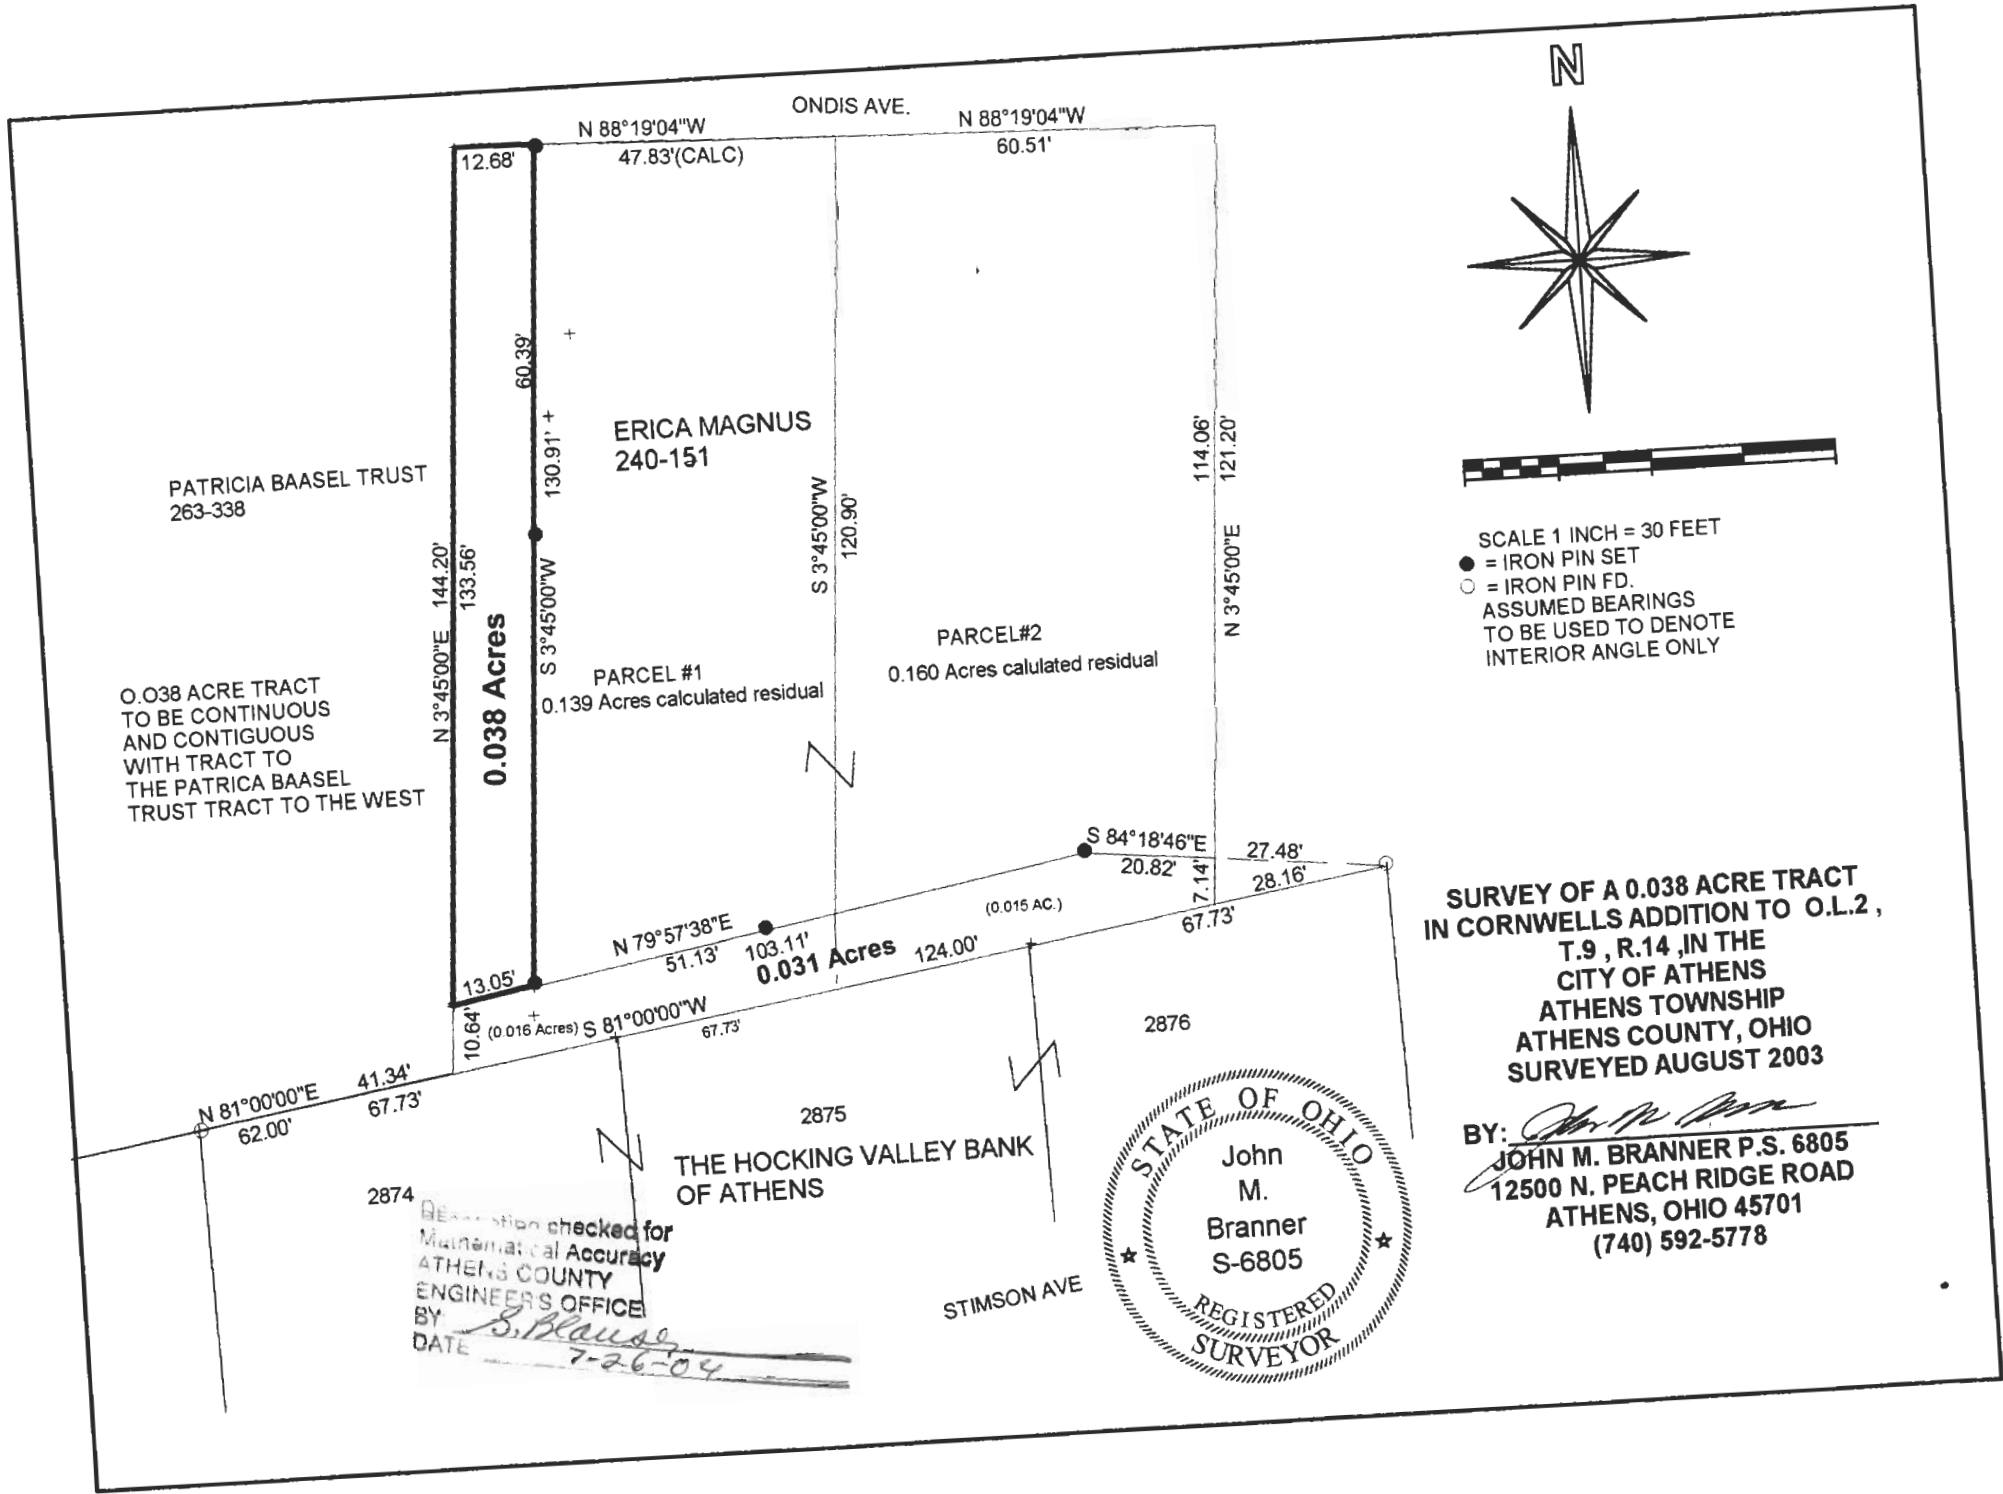 N
ONDIS AVE.
N 88°19'04"W
N 88°19'04"W
12.68'
47.83'(CALC)
60.51'
60.39'
130.91'
S 3°45'00"W
ERICA MAGNUS
240-151
S 3°45'00"W
120.90'
114.06'
121.20'
N 3°45'00"E
PATRICIA BAASEL TRUST
263-338
N 3°45'00"E 144.20'
133.56'
0.038 Acres
SCALE 1 INCH = 30 FEET
= IRON PIN SET
= IRON PIN FD.
ASSUMED BEARINGS
TO BE USED TO DENOTE
INTERIOR ANGLE ONLY
PARCEL #1
0.139 Acres calculated residual
PARCEL#2
0.160 Acres calulated residual
O.O38 ACRE TRACT
TO BE CONTINUOUS
AND CONTIGUOUS
WITH TRACT TO
THE PATRICA BAASEL
TRUST TRACT TO THE WEST
S 84°18'46"E
20.82'
27.48'
7.14'
28.16'
67.73'
(0.015 AC.)
N 79°57'38"E
51.13'
103.11'
0.031 Acres
124.00'
13.05'
10.64'
(0.016 Acres)
S 81°00'00"W
67.73'
N 81°00'00"E
41.34'
62.00'
67.73'
2876
2875
2874
THE HOCKING VALLEY BANK
OF ATHENS
STIMSON AVE
checked for
Mathematical Accuracy
ATHENS COUNTY
ENGINEERS OFFICE
BY
DATE 7-26-04
STATE OF OHIO
John
M.
Branner
S-6805
REGISTERED
SURVEYOR
SURVEY OF A 0.038 ACRE TRACT
IN CORNWELLS ADDITION TO O.L.2 ,
T.9 , R.14 ,IN THE
CITY OF ATHENS
ATHENS TOWNSHIP
ATHENS COUNTY, OHIO
SURVEYED AUGUST 2003
BY:
JOHN M. BRANNER P.S. 6805
12500 N. PEACH RIDGE ROAD
ATHENS, OHIO 45701
(740) 592-5778